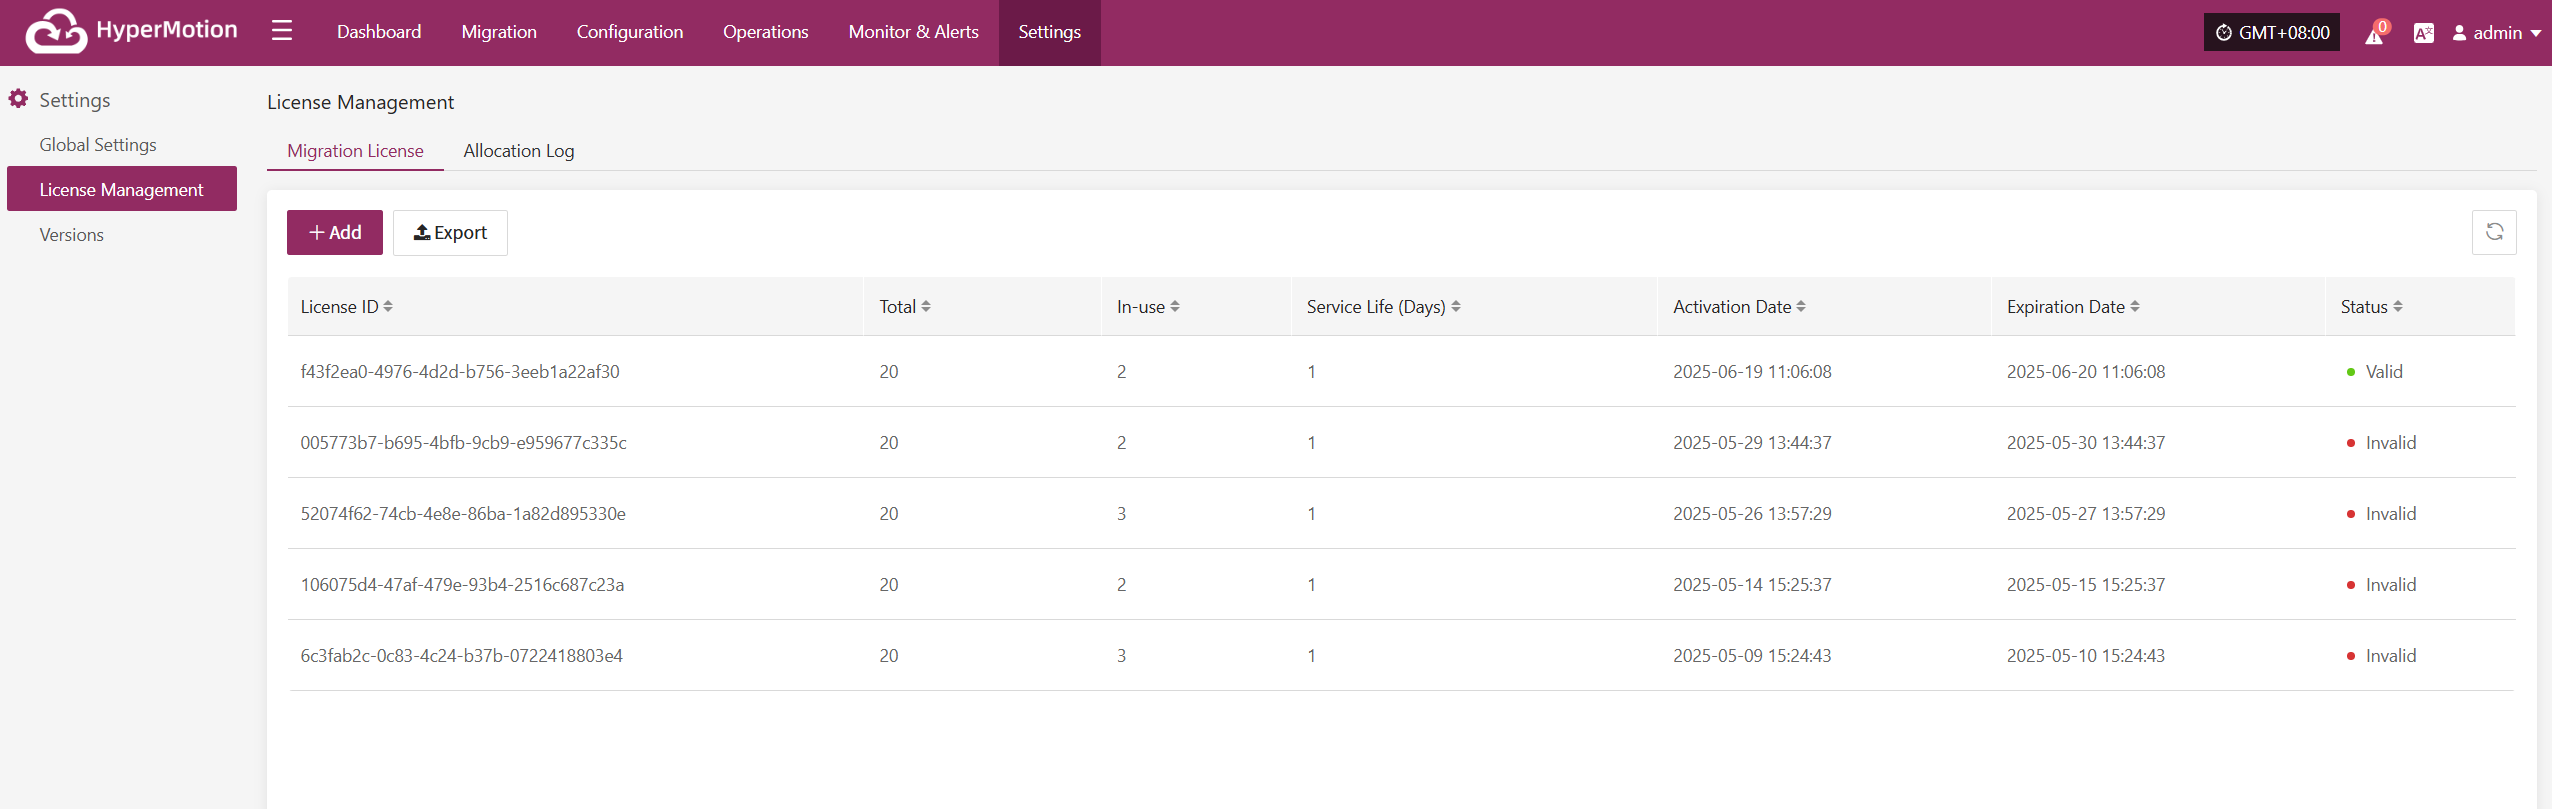 HyperMotion
Dashboard Migration Configuration Operations Monitor & Alerts Settings
GMT+08:00 0 A文 admin
Settings
Global Settings
License Management
Versions
License Management
Migration License Allocation Log
+ Add Export
License ID Total In-use Service Life (Days) Activation Date Expiration Date Status
f43f2ea0-4976-4d2d-b756-3eeb1a22af30 20 2 1 2025-06-19 11:06:08 2025-06-20 11:06:08 Valid
005773b7-b695-4bfb-9cb9-e959677c335c 20 2 1 2025-05-29 13:44:37 2025-05-30 13:44:37 Invalid
52074f62-74cb-4e8e-86ba-1a82d895330e 20 3 1 2025-05-26 13:57:29 2025-05-27 13:57:29 Invalid
106075d4-47af-479e-93b4-2516c687c23a 20 2 1 2025-05-14 15:25:37 2025-05-15 15:25:37 Invalid
6c3fab2c-0c83-4c24-b37b-0722418803e4 20 3 1 2025-05-09 15:24:43 2025-05-10 15:24:43 Invalid